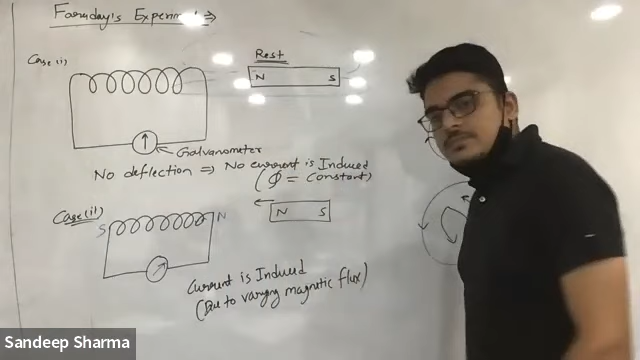 Faraday's Experiment ⇒
Case(i)
Rest
N S
Galvanometer
No deflection ⇒ No current is Induced
(ϕ = Constant)
Case(ii)
S N
N S
Current is Induced
(Due to varying magnetic flux)
Sandeep Sharma